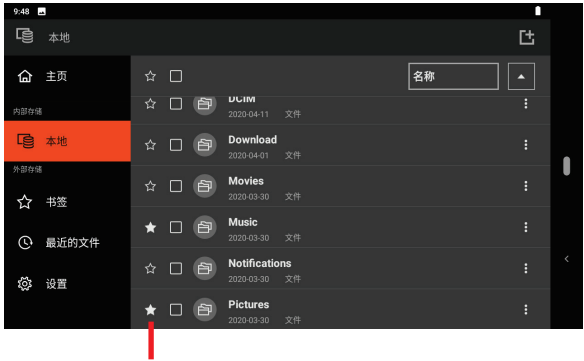 9:48
本地
主页
名称
内部存储
DCIM
2020-04-11 文件
本地
Download
2020-04-01 文件
外部存储
Movies
2020-03-30 文件
书签
Music
2020-03-30 文件
最近的文件
Notifications
2020-03-30 文件
设置
Pictures
2020-03-30 文件